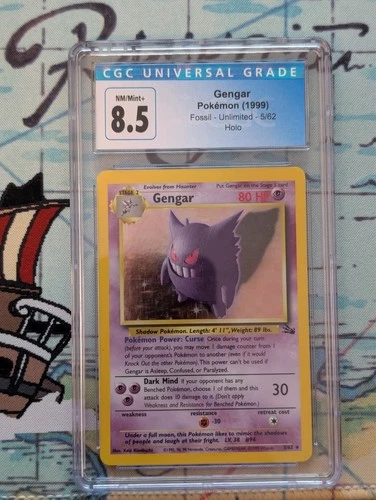 CGC UNIVERSAL GRADE
NM/Mint+
8.5
Gengar
Pokémon (1999)
Fossil - Unlimited - 5/62
Holo
STAGE 2
Evolves from Haunter
Put Gengar on the Stage 1 card
Gengar
80 HP
Shadow Pokémon. Length: 4' 11", Weight: 89 lbs.
Pokémon Power: Curse Once during your turn
(before your attack), you may move 1 damage counter from 1
of your opponent's Pokémon to another (even if it would
Knock Out the other Pokémon). This power can't be used if
Gengar is Asleep, Confused, or Paralyzed.
Dark Mind If your opponent has any
Benched Pokémon, choose 1 of them and this
attack does 10 damage to it. (Don't apply
Weakness and Resistance for Benched Pokémon.)
30
weakness
resistance
retreat cost
-30
Under a full moon, this Pokémon likes to mimic the shadows
of people and laugh at their fright. LV. 38 #94
5/62